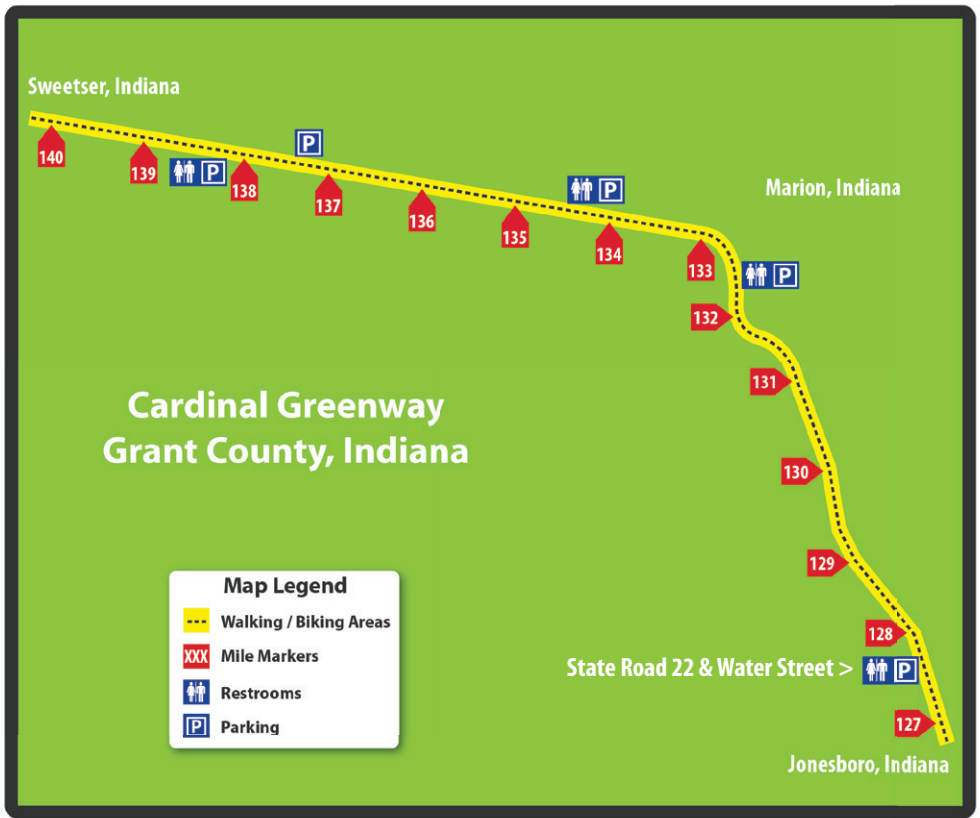 Sweetser, Indiana
140
139
P
138
P
137
136
135
P
134
133
Marion, Indiana
P
132
131
130
129
128
State Road 22 & Water Street >
P
127
Jonesboro, Indiana
Cardinal Greenway
Grant County, Indiana
Map Legend
Walking / Biking Areas
XXX Mile Markers
Restrooms
P Parking